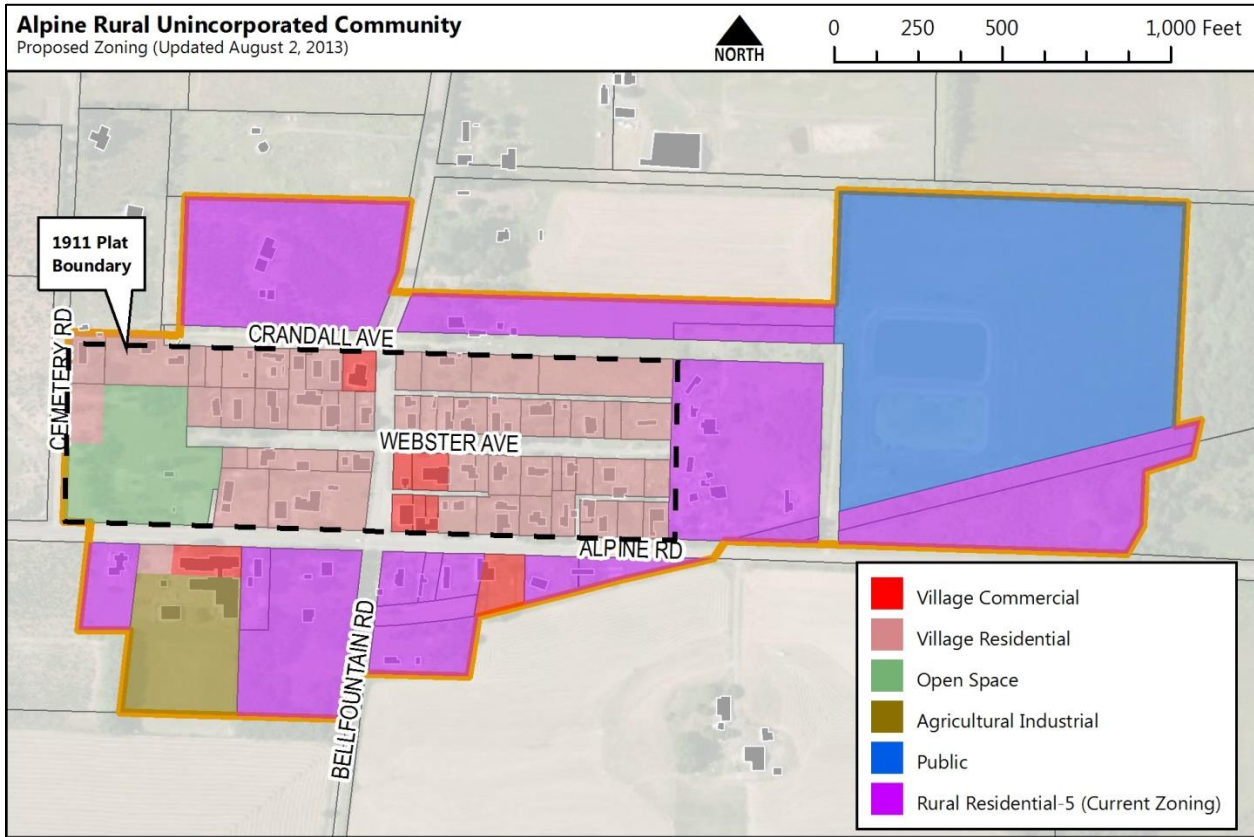 Alpine Rural Unincorporated Community
Proposed Zoning (Updated August 2, 2013)
NORTH
0 250 500 1,000 Feet
1911 Plat
Boundary
CEMETERY RD
CRANDALL AVE
WEBSTER AVE
ALPINE RD
BELLFOUNTAIN RD
Village Commercial
Village Residential
Open Space
Agricultural Industrial
Public
Rural Residential-5 (Current Zoning)